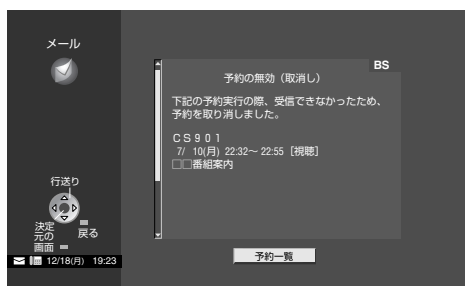 メール
BS
予約の無効（取消し）
下記の予約実行の際、受信できなかったため、
予約を取り消しました。
ＣＳ９０１
7/ 10(月) 22:32～ 22:55［視聴］
□□番組案内
行送り
決定
戻る
元の
画面
12/18(月) 19:23
予約一覧